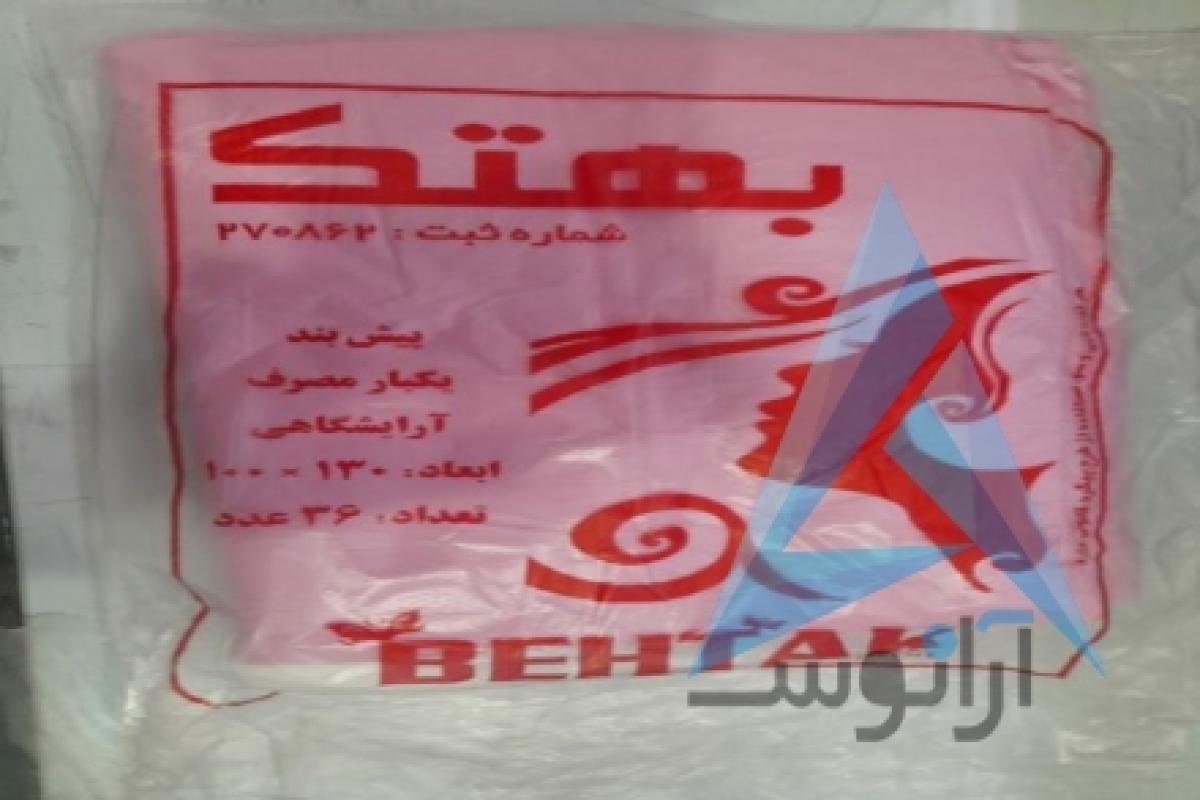 بهتک
شماره ثبت : ۲۷۰۸۶۲
پیش بند
یکبار مصرف
آرایشگاهی
ابعاد: ۱۳۰ × ۱۰۰
تعداد: ۳۶ عدد
BEHTAK
آرانوس